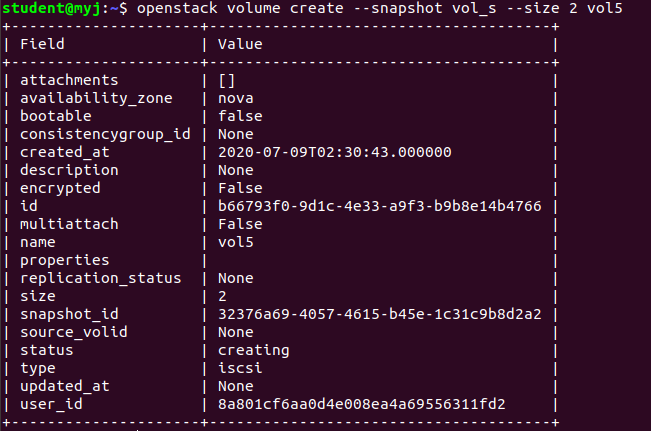 student@myj:~$ openstack volume create --snapshot vol_s --size 2 vol5
+---------------------+--------------------------------------+
| Field               | Value                                |
+---------------------+--------------------------------------+
| attachments         | []                                   |
| availability_zone   | nova                                 |
| bootable            | false                                |
| consistencygroup_id | None                                 |
| created_at          | 2020-07-09T02:30:43.000000           |
| description         | None                                 |
| encrypted           | False                                |
| id                  | b66793f0-9d1c-4e33-a9f3-b9b8e14b4766 |
| multiattach         | False                                |
| name                | vol5                                 |
| properties          |                                      |
| replication_status  | None                                 |
| size                | 2                                    |
| snapshot_id         | 32376a69-4057-4615-b45e-1c31c9b8d2a2 |
| source_volid        | None                                 |
| status              | creating                             |
| type                | iscsi                                |
| updated_at          | None                                 |
| user_id             | 8a801cf6aa0d4e008ea4a69556311fd2     |
+---------------------+--------------------------------------+